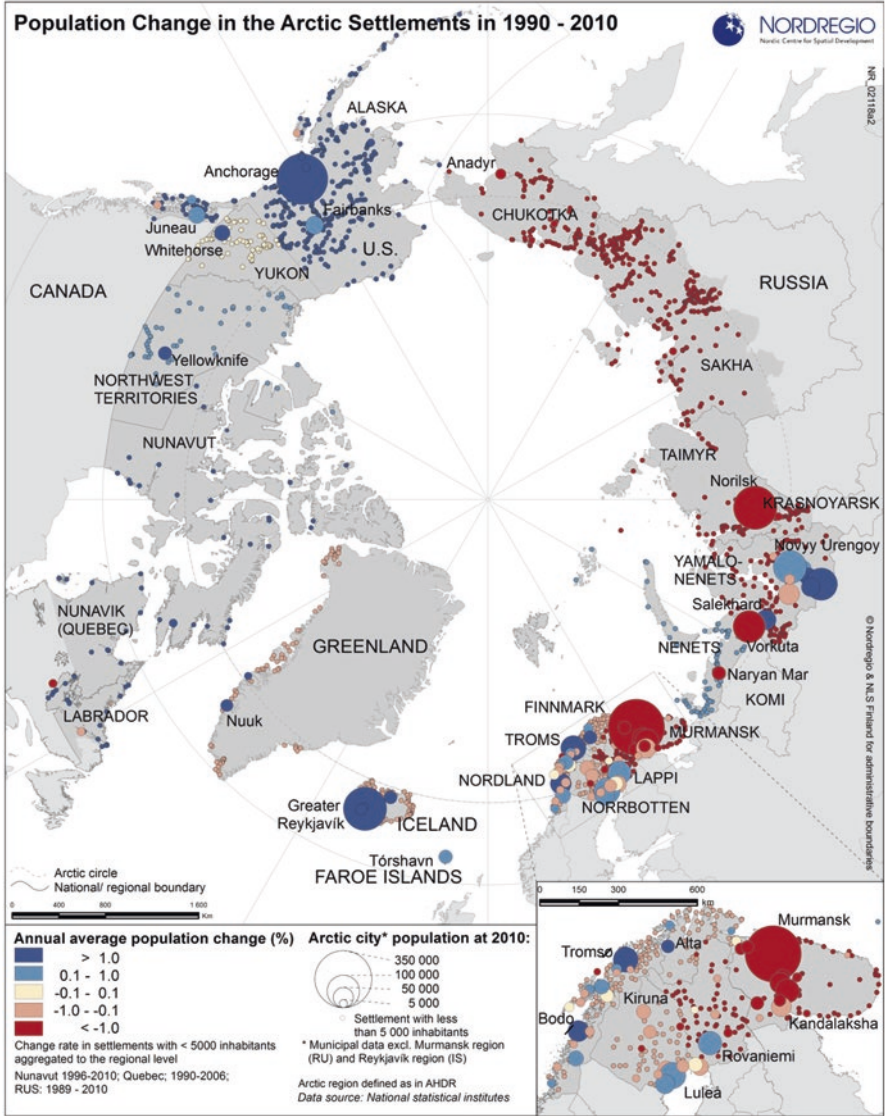 Population Change in the Arctic Settlements in 1990 - 2010
NORDREGIO
Nordic Centre for Spatial Development
NR_02118a2
ALASKA
Anchorage
Anadyr
Fairbanks
CHUKOTKA
Juneau
Whitehorse
U.S.
YUKON
CANADA
RUSSIA
Yellowknife
NORTHWEST
TERRITORIES
SAKHA
NUNAVUT
TAIMYR
Norilsk
KRASNOYARSK
Novyy Urengoy
YAMALO-
NENETS
Salekhard
NUNAVIK
(QUEBEC)
GREENLAND
NENETS
Vorkuta
Naryan Mar
KOMI
LABRADOR
Nuuk
FINNMARK
MURMANSK
TROMS
NORDLAND
LAPPI
NORRBOTTEN
Greater
Reykjavík
ICELAND
Tórshavn
FAROE ISLANDS
© Nordregio & NLS Finland for administrative boundaries
Arctic circle
National/ regional boundary
0 400 800 1 600
Km
0 150 300 600
km
Annual average population change (%)
> 1.0
0.1 - 1.0
-0.1 - 0.1
-1.0 - -0.1
< -1.0
Change rate in settlements with < 5000 inhabitants
aggregated to the regional level
Nunavut 1996-2010; Quebec; 1990-2006;
RUS: 1989 - 2010
Arctic city* population at 2010:
350 000
100 000
50 000
5 000
Settlement with less
than 5 000 inhabitants
* Municipal data excl. Murmansk region
(RU) and Reykjavik region (IS)
Arctic region defined as in AHDR
Data source: National statistical institutes
Murmansk
Tromsø
Alta
Kiruna
Bodo
Kandalaksha
Rovaniemi
Luleå